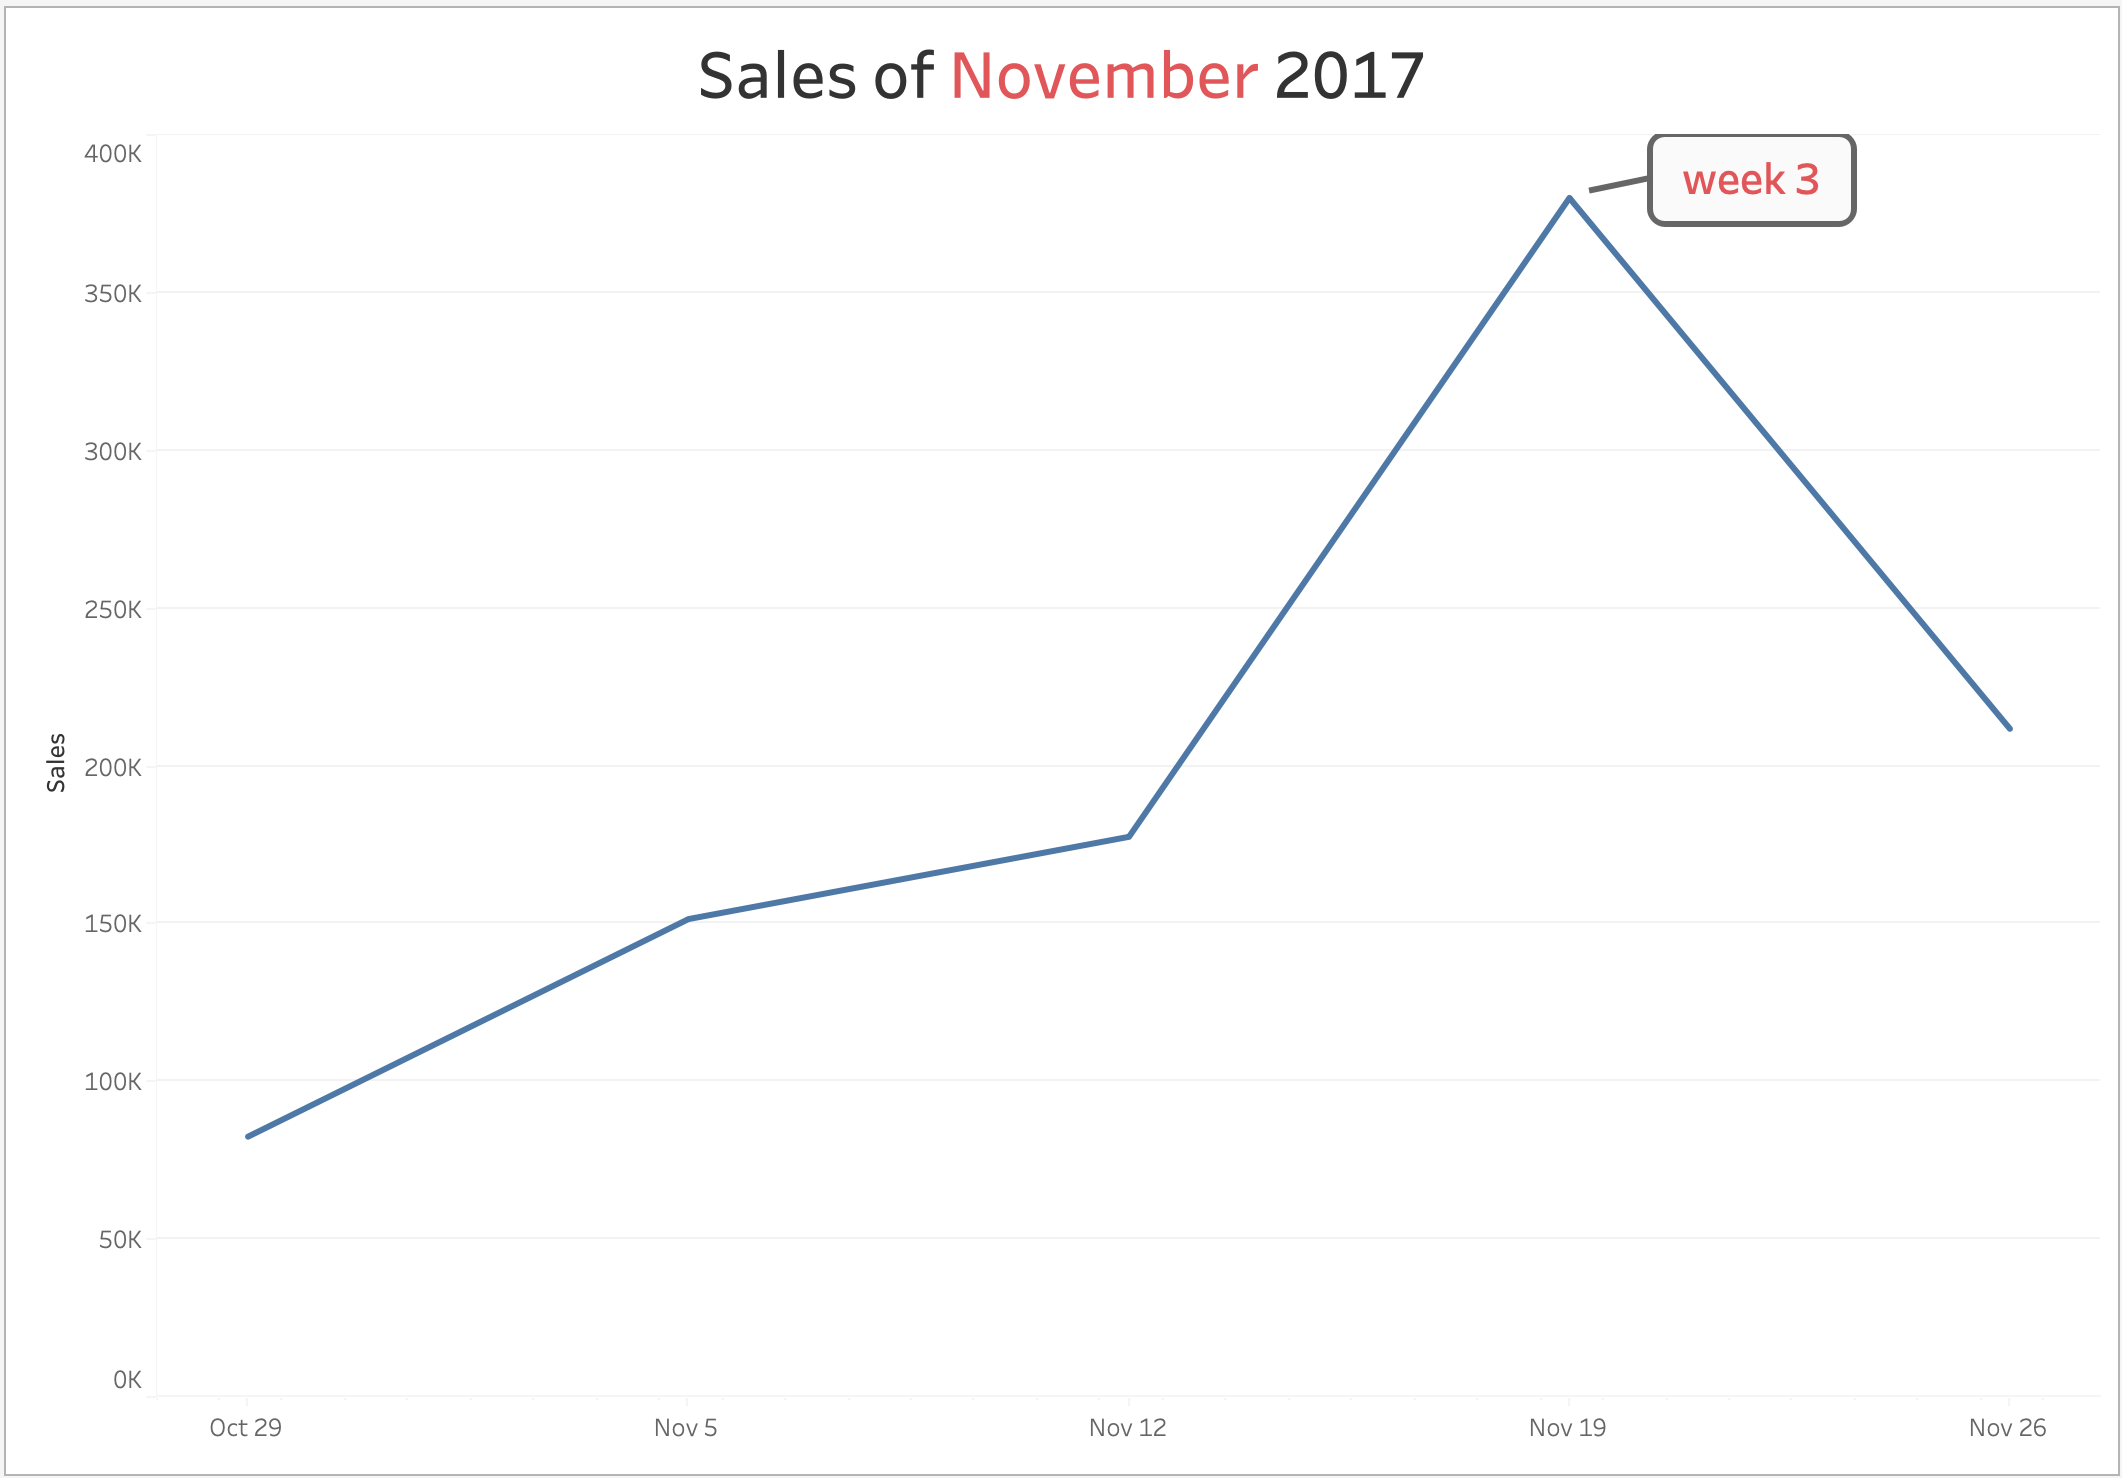 Sales of November 2017
400K
week 3
350K
300K
250K
200K
Sales
150K
100K
50K
0K
Oct 29
Nov 5
Nov 12
Nov 19
Nov 26